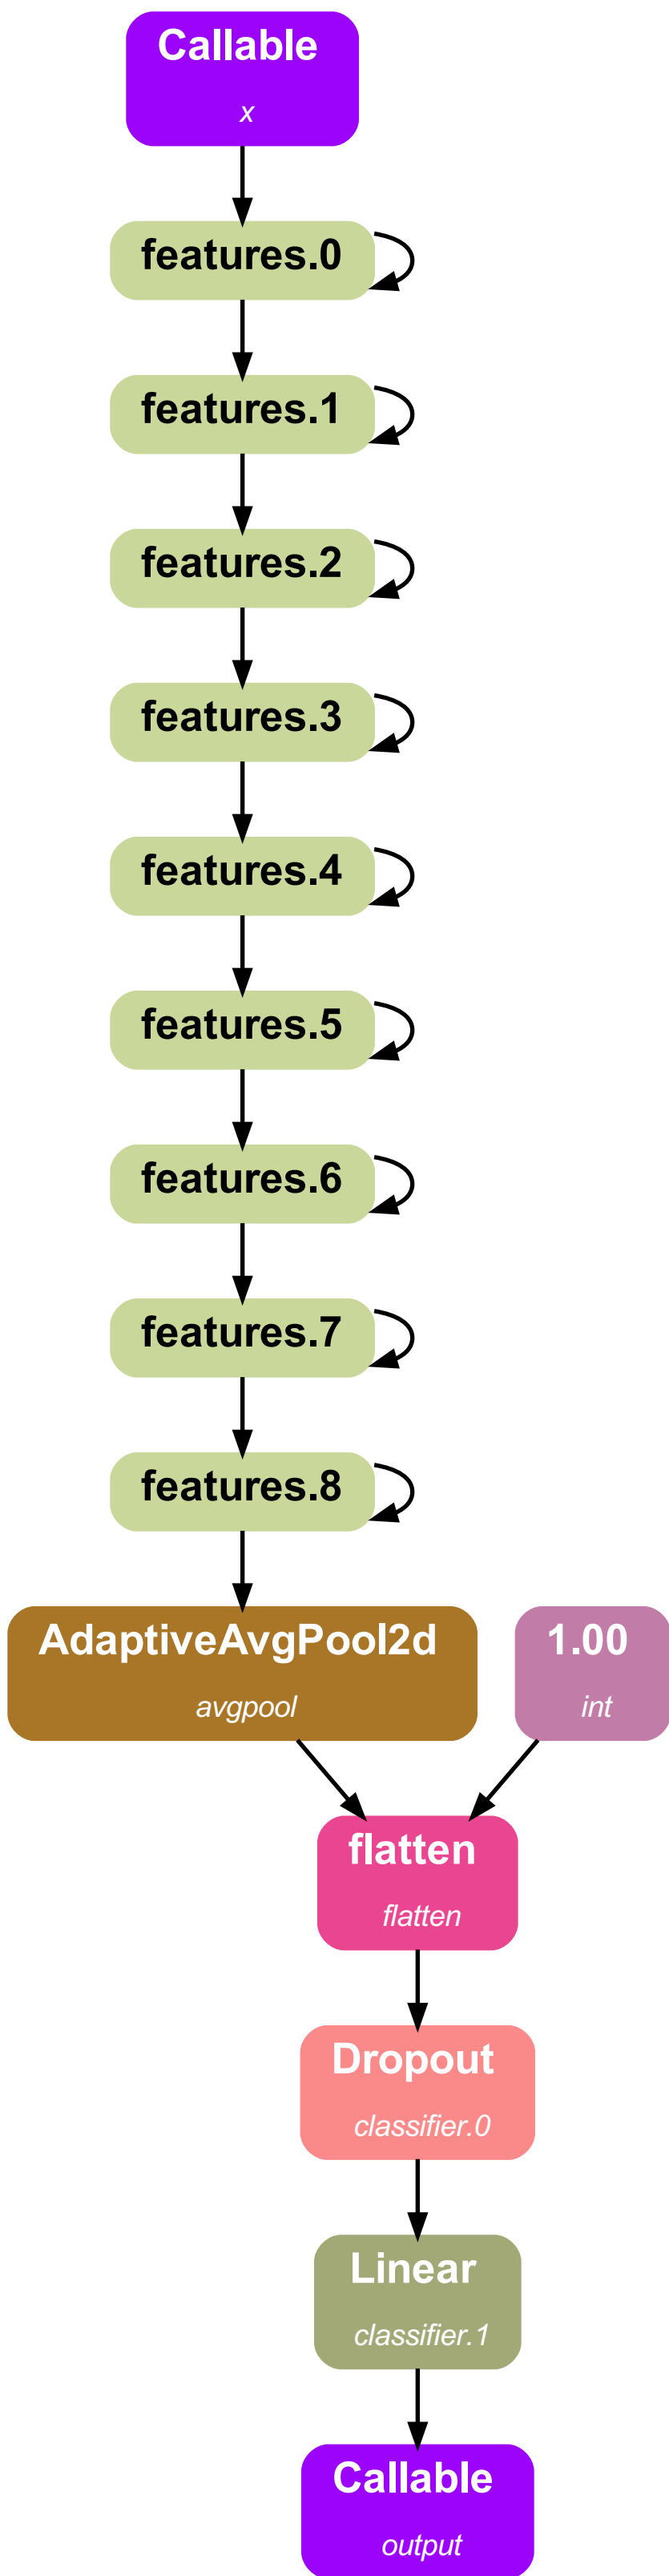 Callable
x
features.0
features.1
features.2
features.3
features.4
features.5
features.6
features.7
features.8
AdaptiveAvgPool2d
avgpool
1.00
int
flatten
flatten
Dropout
classifier.0
Linear
classifier.1
Callable
output